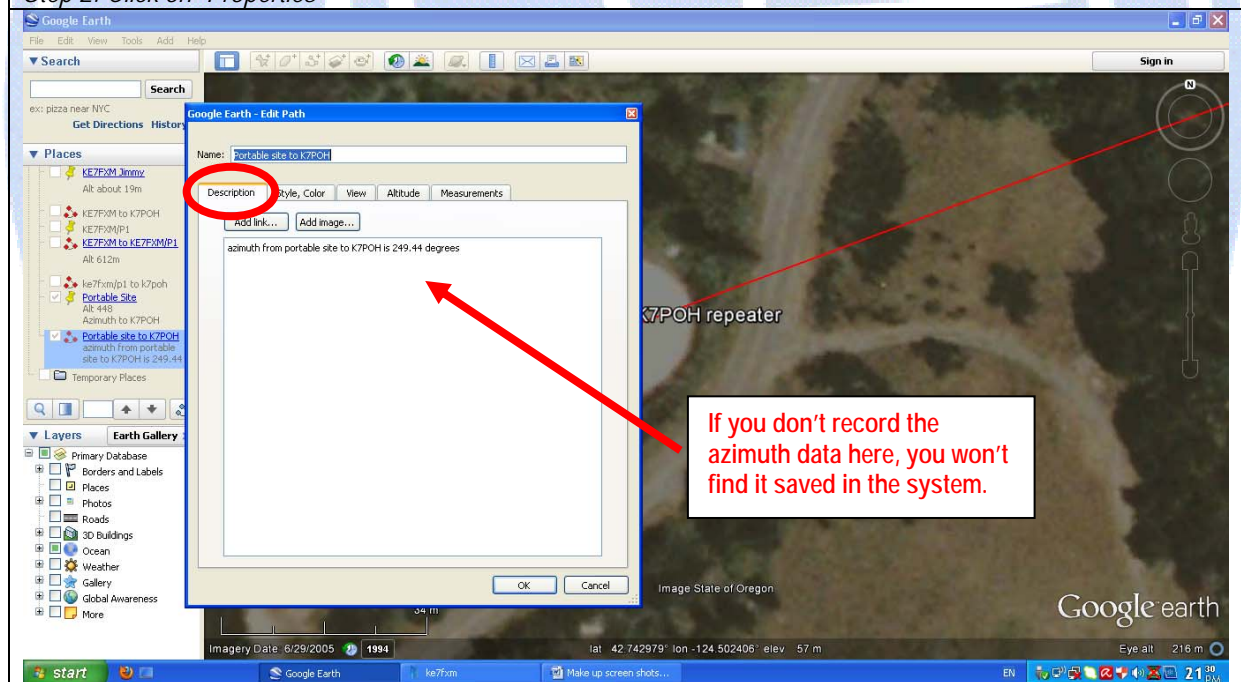 Step 2. Click on "Properties"
Google Earth
File Edit View Tools Add Help
Search
Sign in
Search
ex: pizza near NYC
Get Directions History
N
Google Earth - Edit Path
Name: Portable site to K7POH
Places
KE7FXM Jimmy
Alt about 19m
KE7FXM to K7POH
KE7FXM/P1
KE7FXM to KE7FXM/P1
Alt 612m
ke7fxm/p1 to k7poh
Portable Site
Alt 448
Azimuth to K7POH
Portable site to K7POH
azimuth from portable
site to K7POH is 249.44
Temporary Places
Description Style, Color View Altitude Measurements
Add link... Add image...
azimuth from portable site to K7POH is 249.44 degrees
K7POH repeater
If you don't record the
azimuth data here, you won't
find it saved in the system.
Layers Earth Gallery
Primary Database
Borders and Labels
Places
Photos
Roads
3D Buildings
Ocean
Weather
Gallery
Global Awareness
More
OK Cancel
Image State of Oregon
Google earth
34 m
Imagery Date 6/29/2005 1994 lat 42.742979° lon -124.502406° elev 57 m Eye alt 216 m
start Google Earth ke7fxm Make up screen shots... EN 21 30 PM